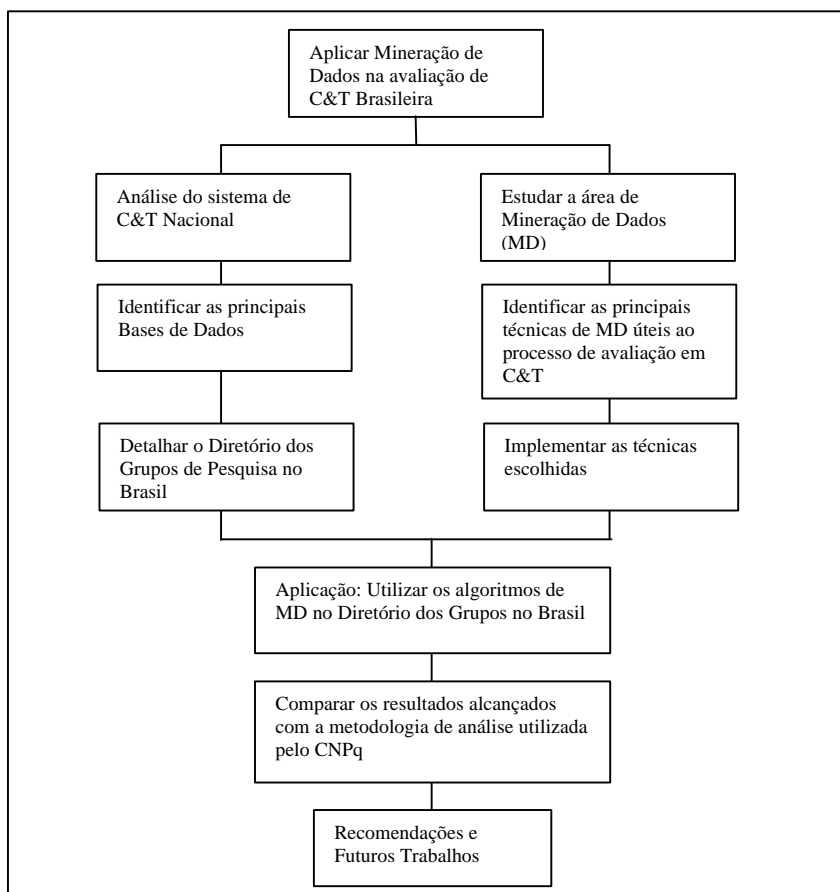 Aplicar Mineração de
Dados na avaliação de
C&T Brasileira
Análise do sistema de
C&T Nacional
Estudar a área de
Mineração de Dados
(MD)
Identificar as principais
Bases de Dados
Identificar as principais
técnicas de MD úteis ao
processo de avaliação em
C&T
Detalhar o Diretório dos
Grupos de Pesquisa no
Brasil
Implementar as técnicas
escolhidas
Aplicação: Utilizar os algoritmos de
MD no Diretório dos Grupos no Brasil
Comparar os resultados alcançados
com a metodologia de análise utilizada
pelo CNPq
Recomendações e
Futuros Trabalhos